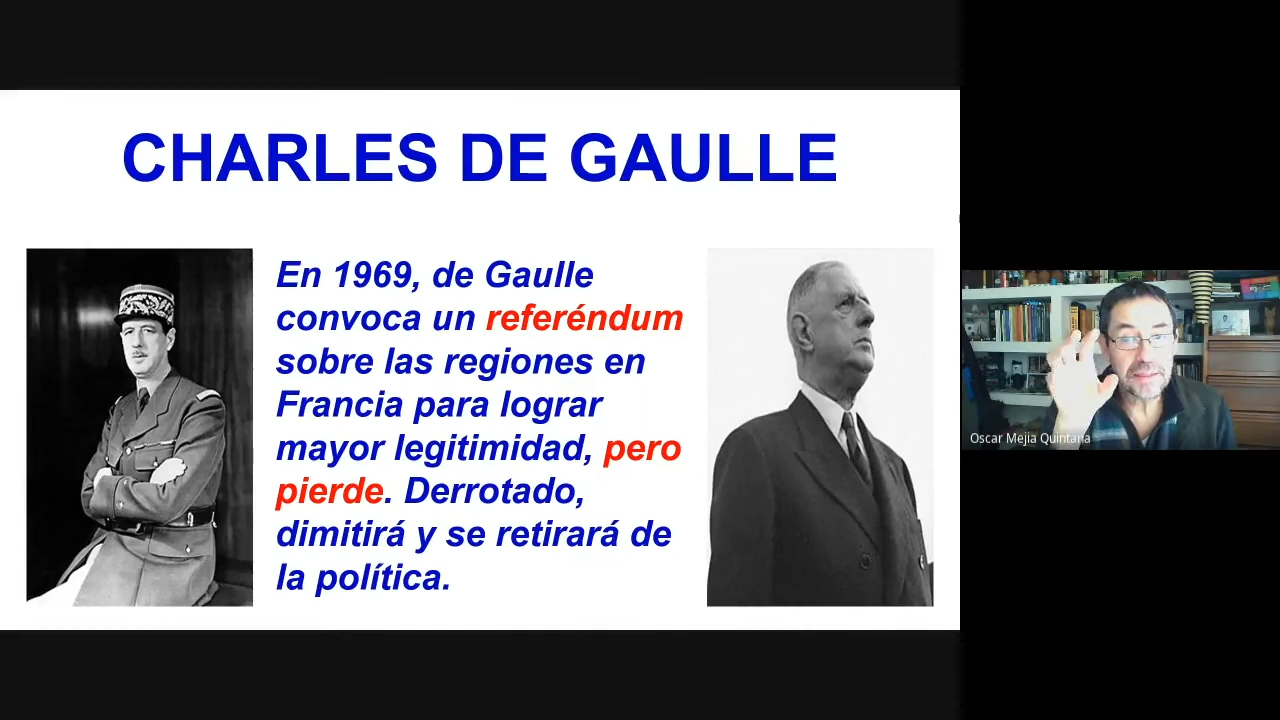 CHARLES DE GAULLE
En 1969, de Gaulle
convoca un referéndum
sobre las regiones en
Francia para lograr
mayor legitimidad, pero
pierde. Derrotado,
dimitirá y se retirará de
la política.
Oscar Mejia Quintana